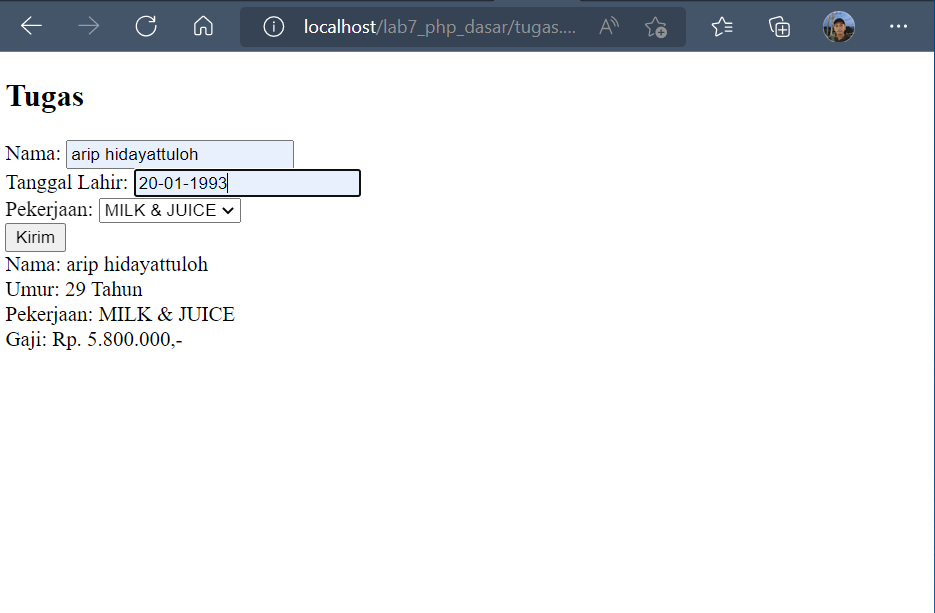 localhost/lab7_php_dasar/tugas....
Tugas
Nama: arip hidayattuloh
Tanggal Lahir: 20-01-1993
Pekerjaan: MILK & JUICE
Kirim
Nama: arip hidayattuloh
Umur: 29 Tahun
Pekerjaan: MILK & JUICE
Gaji: Rp. 5.800.000,-